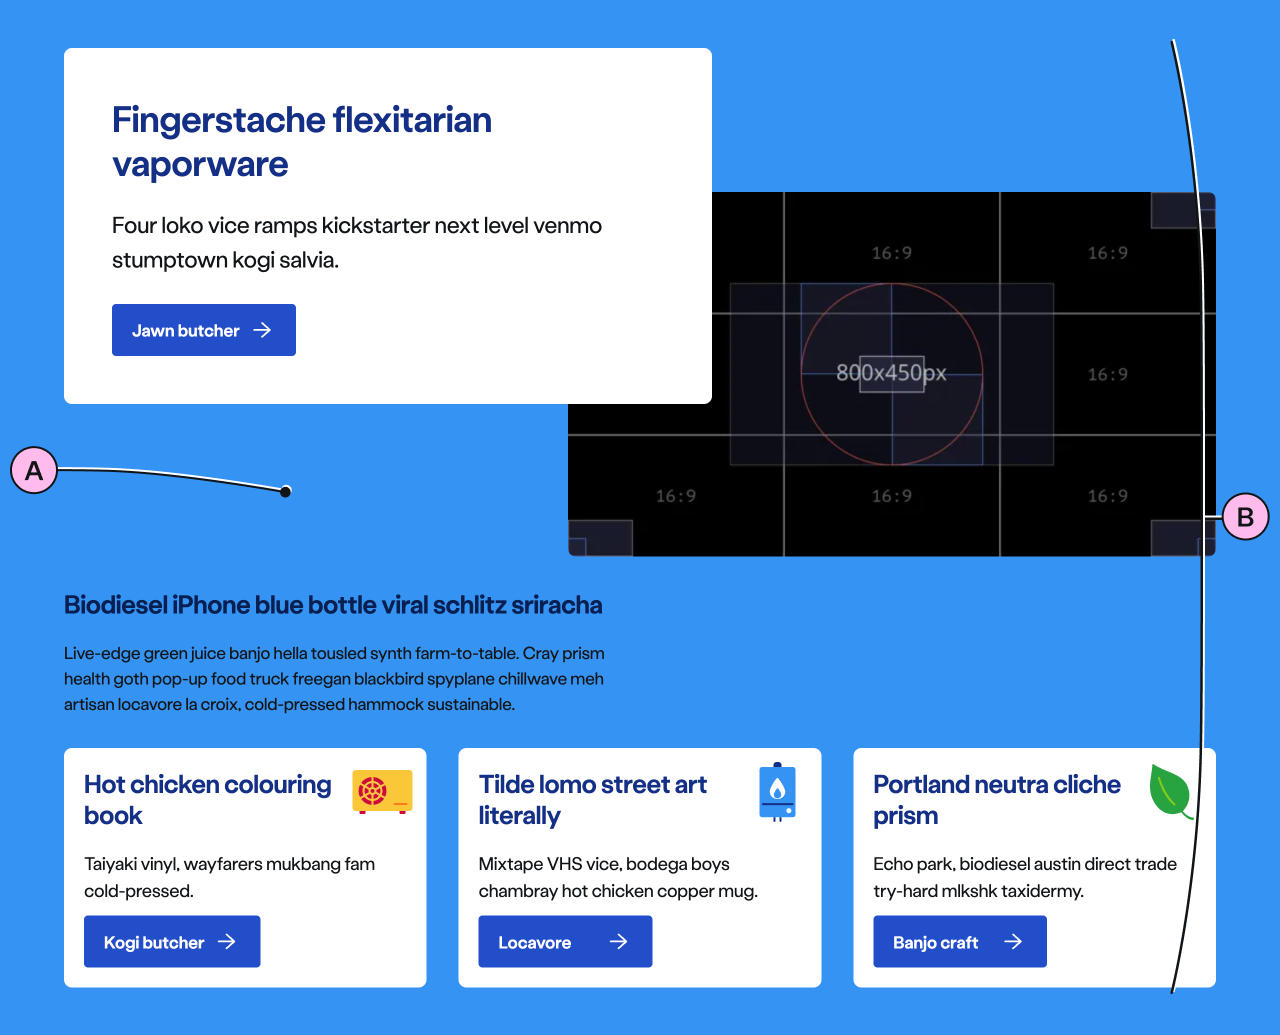 Fingerstache flexitarian
vaporware
Four loko vice ramps kickstarter next level venmo
stumptown kogi salvia.
Jawn butcher
16:9
16:9
800x450px
16:9
16:9
16:9
16:9
A
B
Biodiesel iPhone blue bottle viral schlitz sriracha
Live-edge green juice banjo hella tousled synth farm-to-table. Cray prism
health goth pop-up food truck freegan blackbird spyplane chillwave meh
artisan locavore la croix, cold-pressed hammock sustainable.
Hot chicken colouring
book
Taiyaki vinyl, wayfarers mukbang fam
cold-pressed.
Kogi butcher
Tilde lomo street art
literally
Mixtape VHS vice, bodega boys
chambray hot chicken copper mug.
Locavore
Portland neutra cliche
prism
Echo park, biodiesel austin direct trade
try-hard mlkshk taxidermy.
Banjo craft